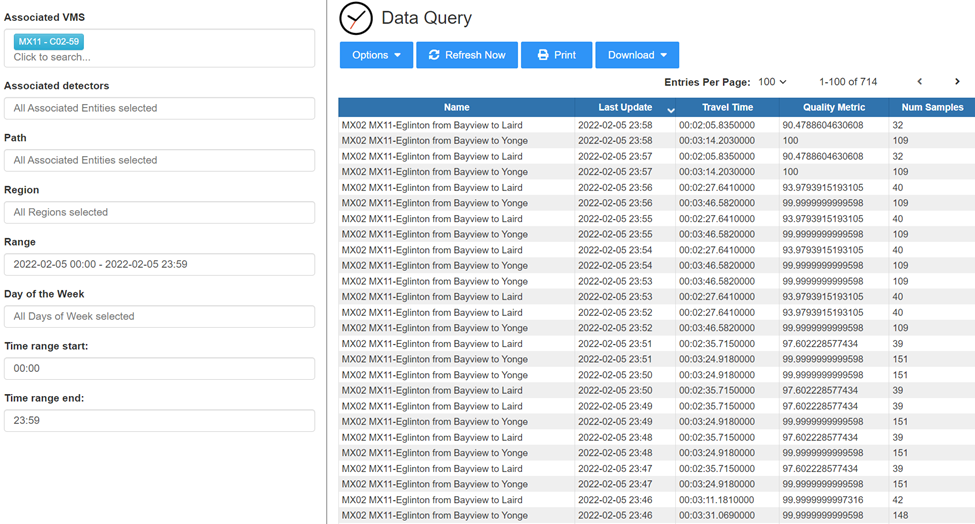 Associated VMS
MX11 - C02-59
Click to search...
Associated detectors
All Associated Entities selected
Path
All Associated Entities selected
Region
All Regions selected
Range
2022-02-05 00:00 - 2022-02-05 23:59
Day of the Week
All Days of Week selected
Time range start:
00:00
Time range end:
23:59
Data Query
Options Refresh Now Print Download
Entries Per Page: 100 1-100 of 714
Name Last Update Travel Time Quality Metric Num Samples
MX02 MX11-Eglinton from Bayview to Laird 2022-02-05 23:58 00:02:05.8350000 90.4788604630608 32
MX02 MX11-Eglinton from Bayview to Yonge 2022-02-05 23:58 00:03:14.2030000 100 109
MX02 MX11-Eglinton from Bayview to Laird 2022-02-05 23:57 00:02:05.8350000 90.4788604630608 32
MX02 MX11-Eglinton from Bayview to Yonge 2022-02-05 23:57 00:03:14.2030000 100 109
MX02 MX11-Eglinton from Bayview to Laird 2022-02-05 23:56 00:02:27.6410000 93.9793915193105 40
MX02 MX11-Eglinton from Bayview to Yonge 2022-02-05 23:56 00:03:46.5820000 99.9999999999598 109
MX02 MX11-Eglinton from Bayview to Laird 2022-02-05 23:55 00:02:27.6410000 93.9793915193105 40
MX02 MX11-Eglinton from Bayview to Yonge 2022-02-05 23:55 00:03:46.5820000 99.9999999999598 109
MX02 MX11-Eglinton from Bayview to Laird 2022-02-05 23:54 00:02:27.6410000 93.9793915193105 40
MX02 MX11-Eglinton from Bayview to Yonge 2022-02-05 23:54 00:03:46.5820000 99.9999999999598 109
MX02 MX11-Eglinton from Bayview to Yonge 2022-02-05 23:53 00:03:46.5820000 99.9999999999598 109
MX02 MX11-Eglinton from Bayview to Laird 2022-02-05 23:53 00:02:27.6410000 93.9793915193105 40
MX02 MX11-Eglinton from Bayview to Laird 2022-02-05 23:52 00:02:27.6410000 93.9793915193105 40
MX02 MX11-Eglinton from Bayview to Yonge 2022-02-05 23:52 00:03:46.5820000 99.9999999999598 109
MX02 MX11-Eglinton from Bayview to Laird 2022-02-05 23:51 00:02:35.7150000 97.602228577434 39
MX02 MX11-Eglinton from Bayview to Yonge 2022-02-05 23:51 00:03:24.9180000 99.9999999999598 151
MX02 MX11-Eglinton from Bayview to Yonge 2022-02-05 23:50 00:03:24.9180000 99.9999999999598 151
MX02 MX11-Eglinton from Bayview to Laird 2022-02-05 23:50 00:02:35.7150000 97.602228577434 39
MX02 MX11-Eglinton from Bayview to Laird 2022-02-05 23:49 00:02:35.7150000 97.602228577434 39
MX02 MX11-Eglinton from Bayview to Yonge 2022-02-05 23:49 00:03:24.9180000 99.9999999999598 151
MX02 MX11-Eglinton from Bayview to Laird 2022-02-05 23:48 00:02:35.7150000 97.602228577434 39
MX02 MX11-Eglinton from Bayview to Yonge 2022-02-05 23:48 00:03:24.9180000 99.9999999999598 151
MX02 MX11-Eglinton from Bayview to Laird 2022-02-05 23:47 00:02:35.7150000 97.602228577434 39
MX02 MX11-Eglinton from Bayview to Yonge 2022-02-05 23:47 00:03:24.9180000 99.9999999999598 151
MX02 MX11-Eglinton from Bayview to Laird 2022-02-05 23:46 00:03:11.1810000 99.9999999997316 42
MX02 MX11-Eglinton from Bayview to Yonge 2022-02-05 23:46 00:03:31.0690000 99.9999999999598 148